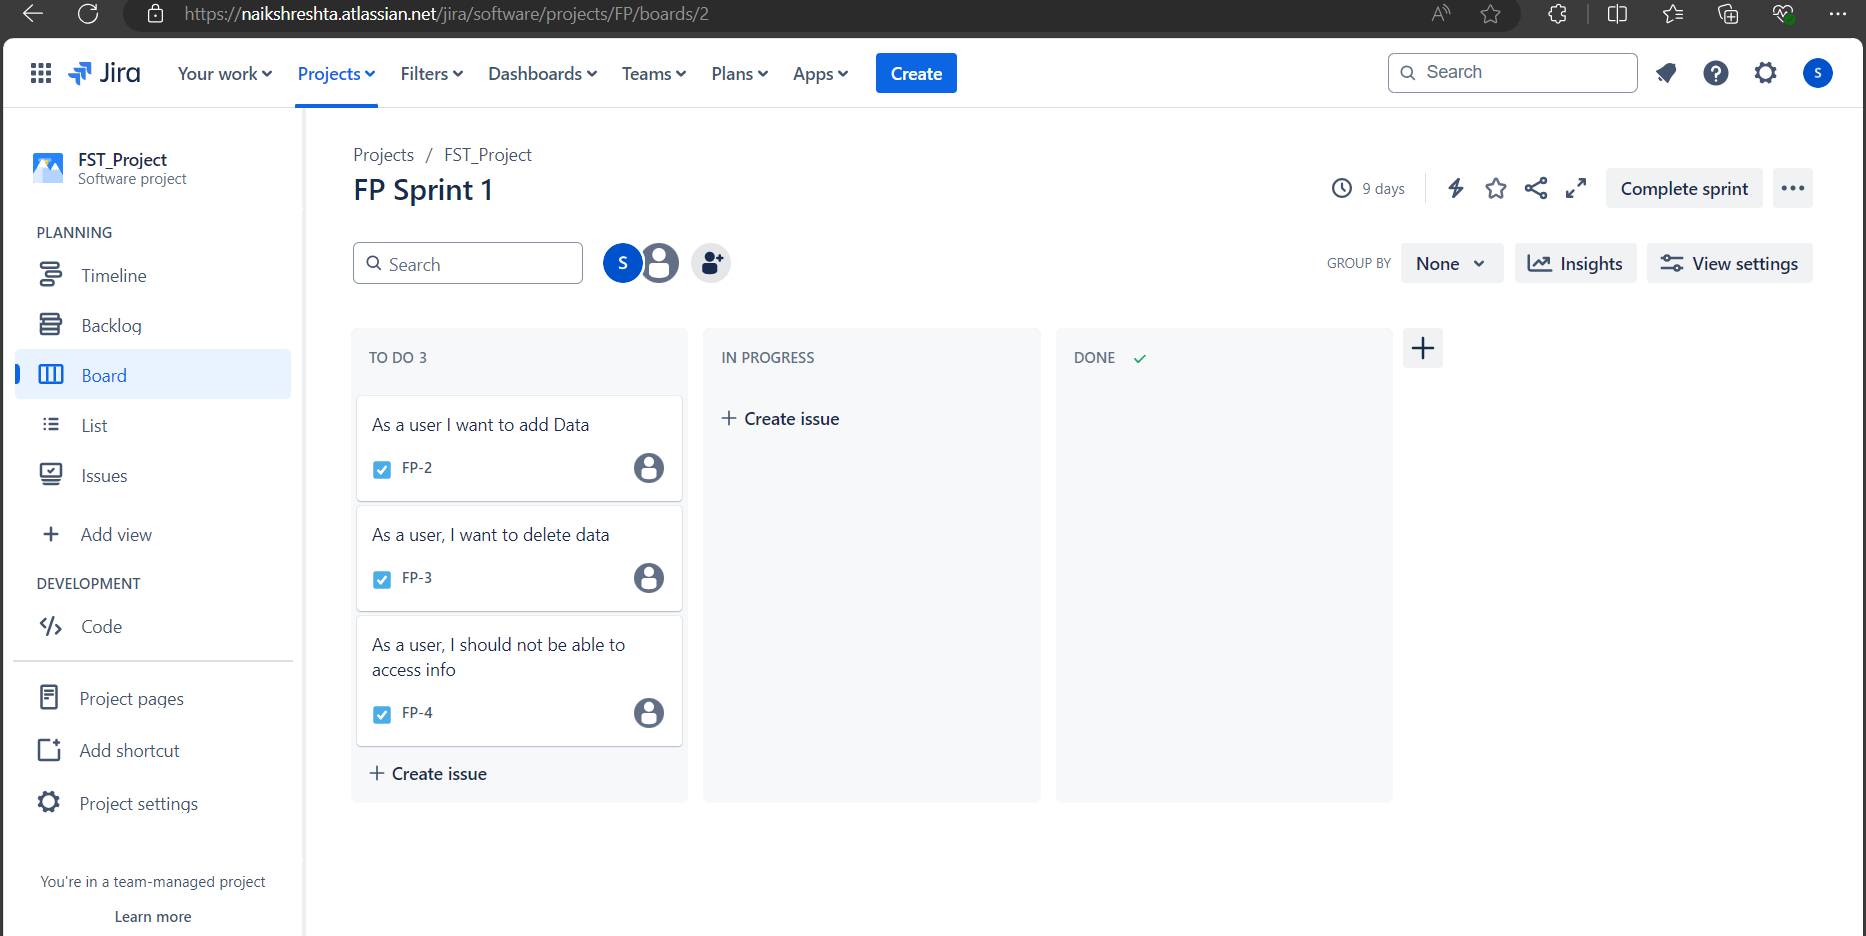 https://naikshreshta.atlassian.net/jira/software/projects/FP/boards/2
Jira
Your work
Projects
Filters
Dashboards
Teams
Plans
Apps
Create
Search
S
FST_Project
Software project
PLANNING
Timeline
Backlog
Board
List
Issues
Add view
DEVELOPMENT
Code
Project pages
Add shortcut
Project settings
You're in a team-managed project
Learn more
Projects / FST_Project
FP Sprint 1
9 days
Complete sprint
Search
S
GROUP BY
None
Insights
View settings
TO DO 3
As a user I want to add Data
FP-2
As a user, I want to delete data
FP-3
As a user, I should not be able to
access info
FP-4
Create issue
IN PROGRESS
Create issue
DONE